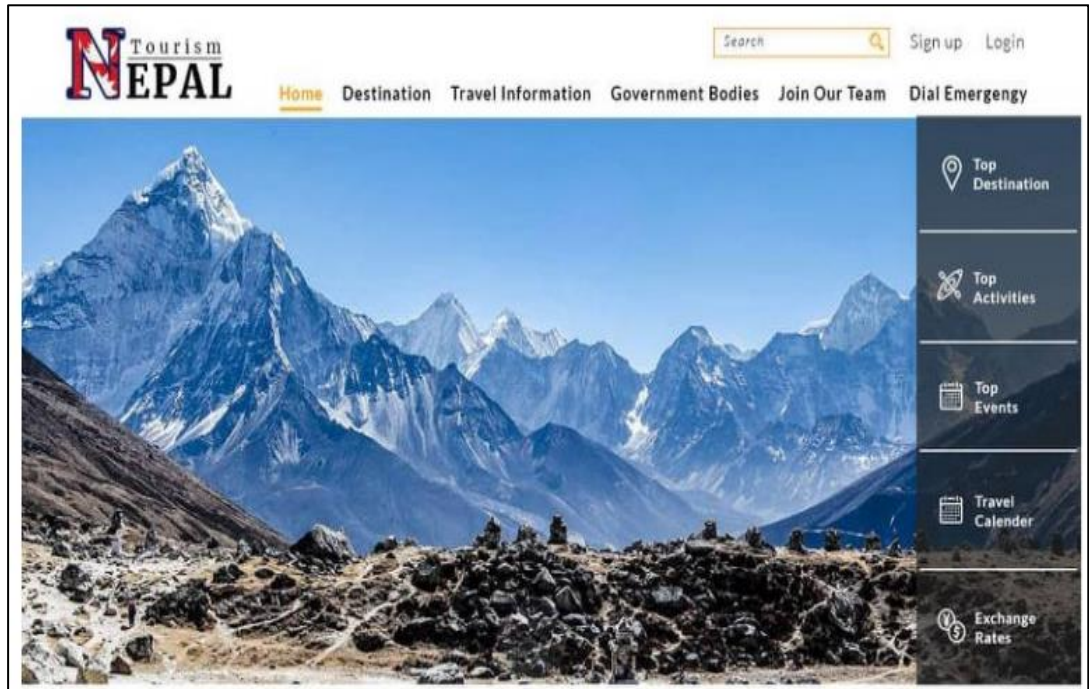 Tourism
NEPAL
Search
Sign up
Login
Home
Destination
Travel Information
Government Bodies
Join Our Team
Dial Emergengy
Top
Destination
Top
Activities
Top
Events
Travel
Calender
Exchange
Rates